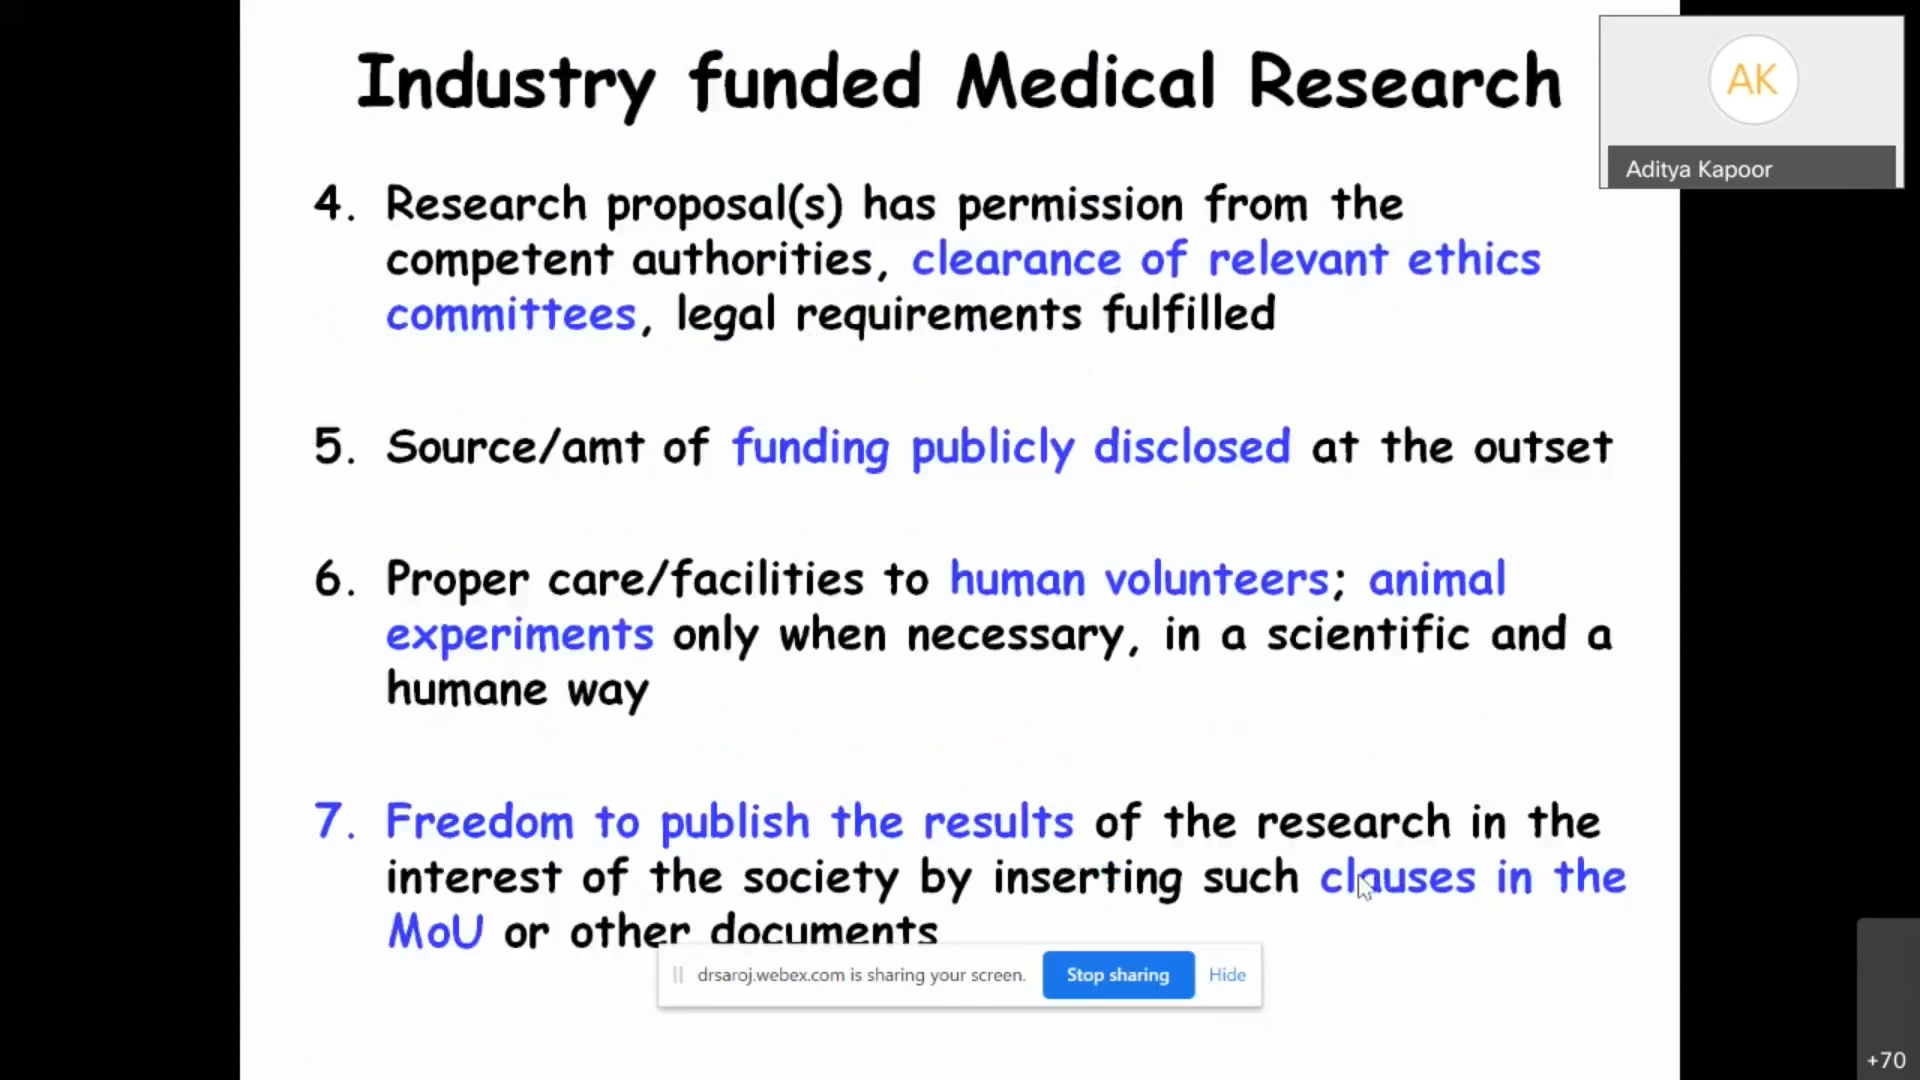 Industry funded Medical Research
AK
Aditya Kapoor
4. Research proposal(s) has permission from the
competent authorities, clearance of relevant ethics
committees, legal requirements fulfilled
5. Source/amt of funding publicly disclosed at the outset
6. Proper care/facilities to human volunteers; animal
experiments only when necessary, in a scientific and a
humane way
7. Freedom to publish the results of the research in the
interest of the society by inserting such clauses in the
MoU or other documents
drsaroj.webex.com is sharing your screen. Stop sharing Hide
+70